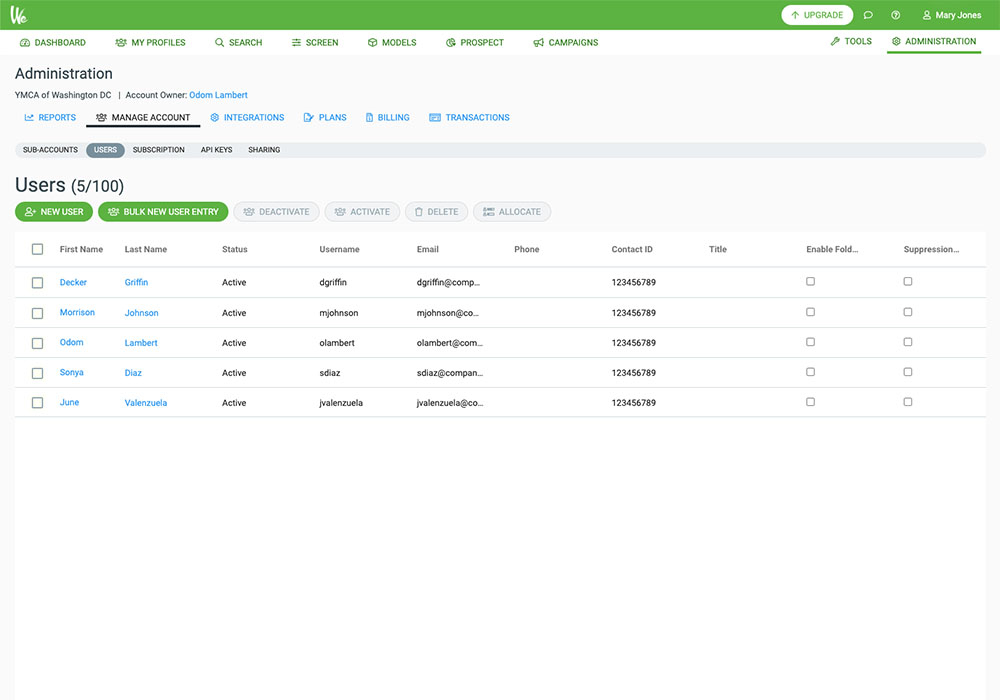 We UPGRADE Mary Jones
DASHBOARD MY PROFILES SEARCH SCREEN MODELS PROSPECT CAMPAIGNS TOOLS ADMINISTRATION
Administration
YMCA of Washington DC | Account Owner: Odom Lambert
REPORTS MANAGE ACCOUNT INTEGRATIONS PLANS BILLING TRANSACTIONS
SUB-ACCOUNTS USERS SUBSCRIPTION API KEYS SHARING
Users (5/100)
NEW USER BULK NEW USER ENTRY DEACTIVATE ACTIVATE DELETE ALLOCATE
First Name Last Name Status Username Email Phone Contact ID Title Enable Fold... Suppression...
Decker Griffin Active dgriffin dgriffin@comp... 123456789
Morrison Johnson Active mjohnson mjohnson@co... 123456789
Odom Lambert Active olambert olambert@com... 123456789
Sonya Diaz Active sdiaz sdiaz@compan... 123456789
June Valenzuela Active jvalenzuela jvalenzuela@co... 123456789